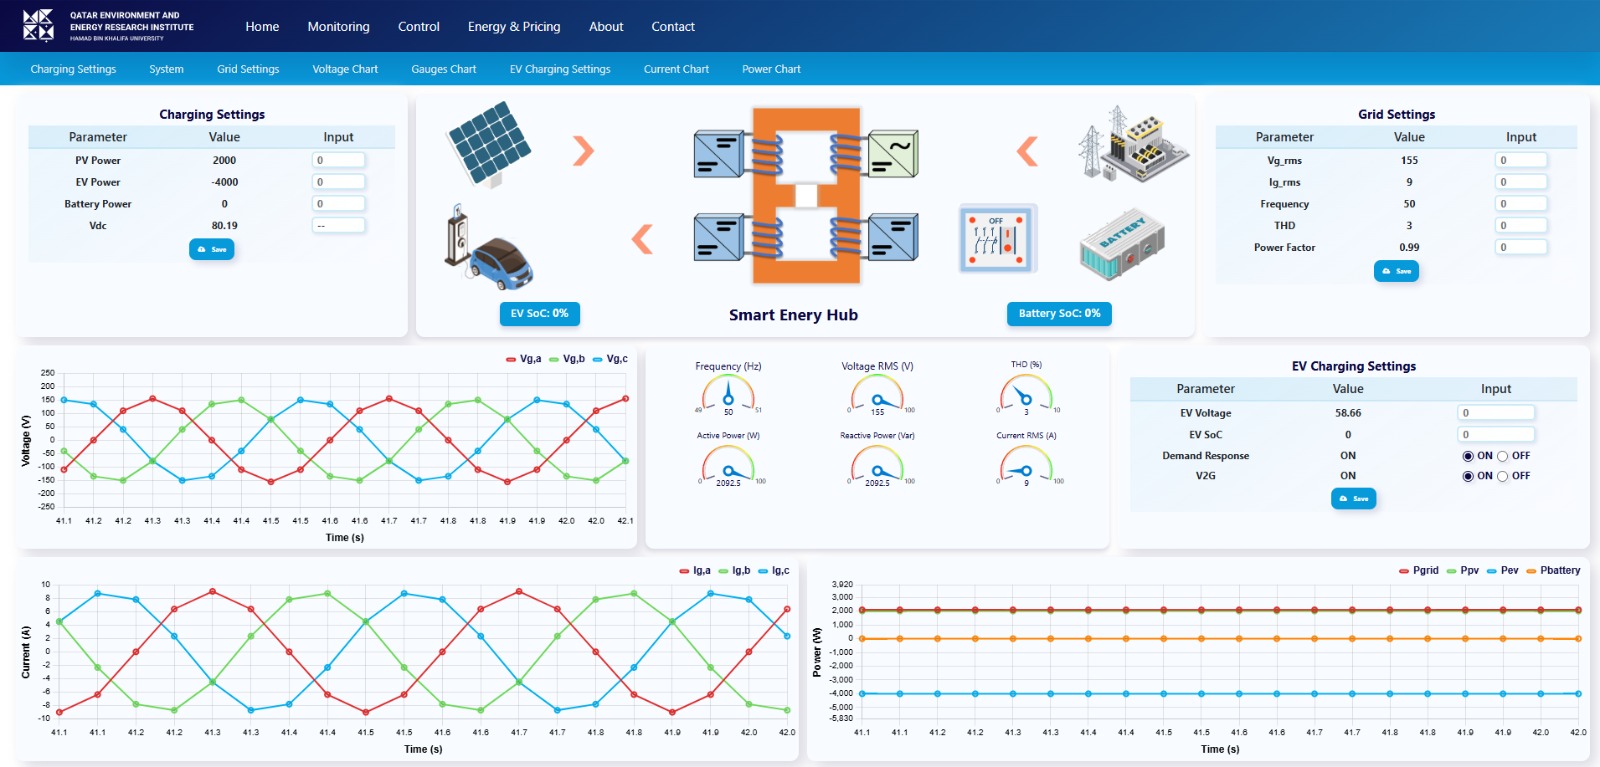 QATAR ENVIRONMENT AND
ENERGY RESEARCH INSTITUTE
HAMAD BIN KHALIFA UNIVERSITY
Home Monitoring Control Energy & Pricing About Contact
Charging Settings System Grid Settings Voltage Chart Gauges Chart EV Charging Settings Current Chart Power Chart
Charging Settings
Parameter Value Input
PV Power 2000 0
EV Power -4000 0
Battery Power 0 0
Vdc 80.19 --
Save
OFF
BATTERY
EV SoC: 0%
Smart Enery Hub
Battery SoC: 0%
Grid Settings
Parameter Value Input
Vg_rms 155 0
Ig_rms 9 0
Frequency 50 0
THD 3 0
Power Factor 0.99 0
Save
Vg,a Vg,b Vg,c
Voltage (V)
250
200
150
100
50
0
-50
-100
-150
-200
-250
41.1 41.2 41.2 41.3 41.3 41.4 41.4 41.5 41.5 41.6 41.6 41.7 41.7 41.8 41.8 41.9 41.9 42.0 42.0 42.1
Time (s)
Frequency (Hz)
49 50 51
Voltage RMS (V)
0 155 100
THD (%)
0 3 10
Active Power (W)
0 2092.5 100
Reactive Power (Var)
0 2092.5 100
Current RMS (A)
0 9 100
EV Charging Settings
Parameter Value Input
EV Voltage 58.66 0
EV SoC 0 0
Demand Response ON ON OFF
V2G ON ON OFF
Save
Ig,a Ig,b Ig,c
Current (A)
10
8
6
4
2
0
-2
-4
-6
-8
-10
41.1 41.1 41.2 41.2 41.3 41.3 41.4 41.4 41.5 41.5 41.6 41.6 41.7 41.7 41.8 41.8 41.9 41.9 42.0 42.0
Time (s)
Pgrid Ppv Pev Pbattery
Power (W)
3,920
3,000
2,000
1,000
0
-1,000
-2,000
-3,000
-4,000
-5,000
-5,830
41.1 41.1 41.2 41.2 41.3 41.3 41.4 41.4 41.5 41.5 41.6 41.6 41.7 41.7 41.8 41.8 41.9 41.9 42.0 42.0
Time (s)